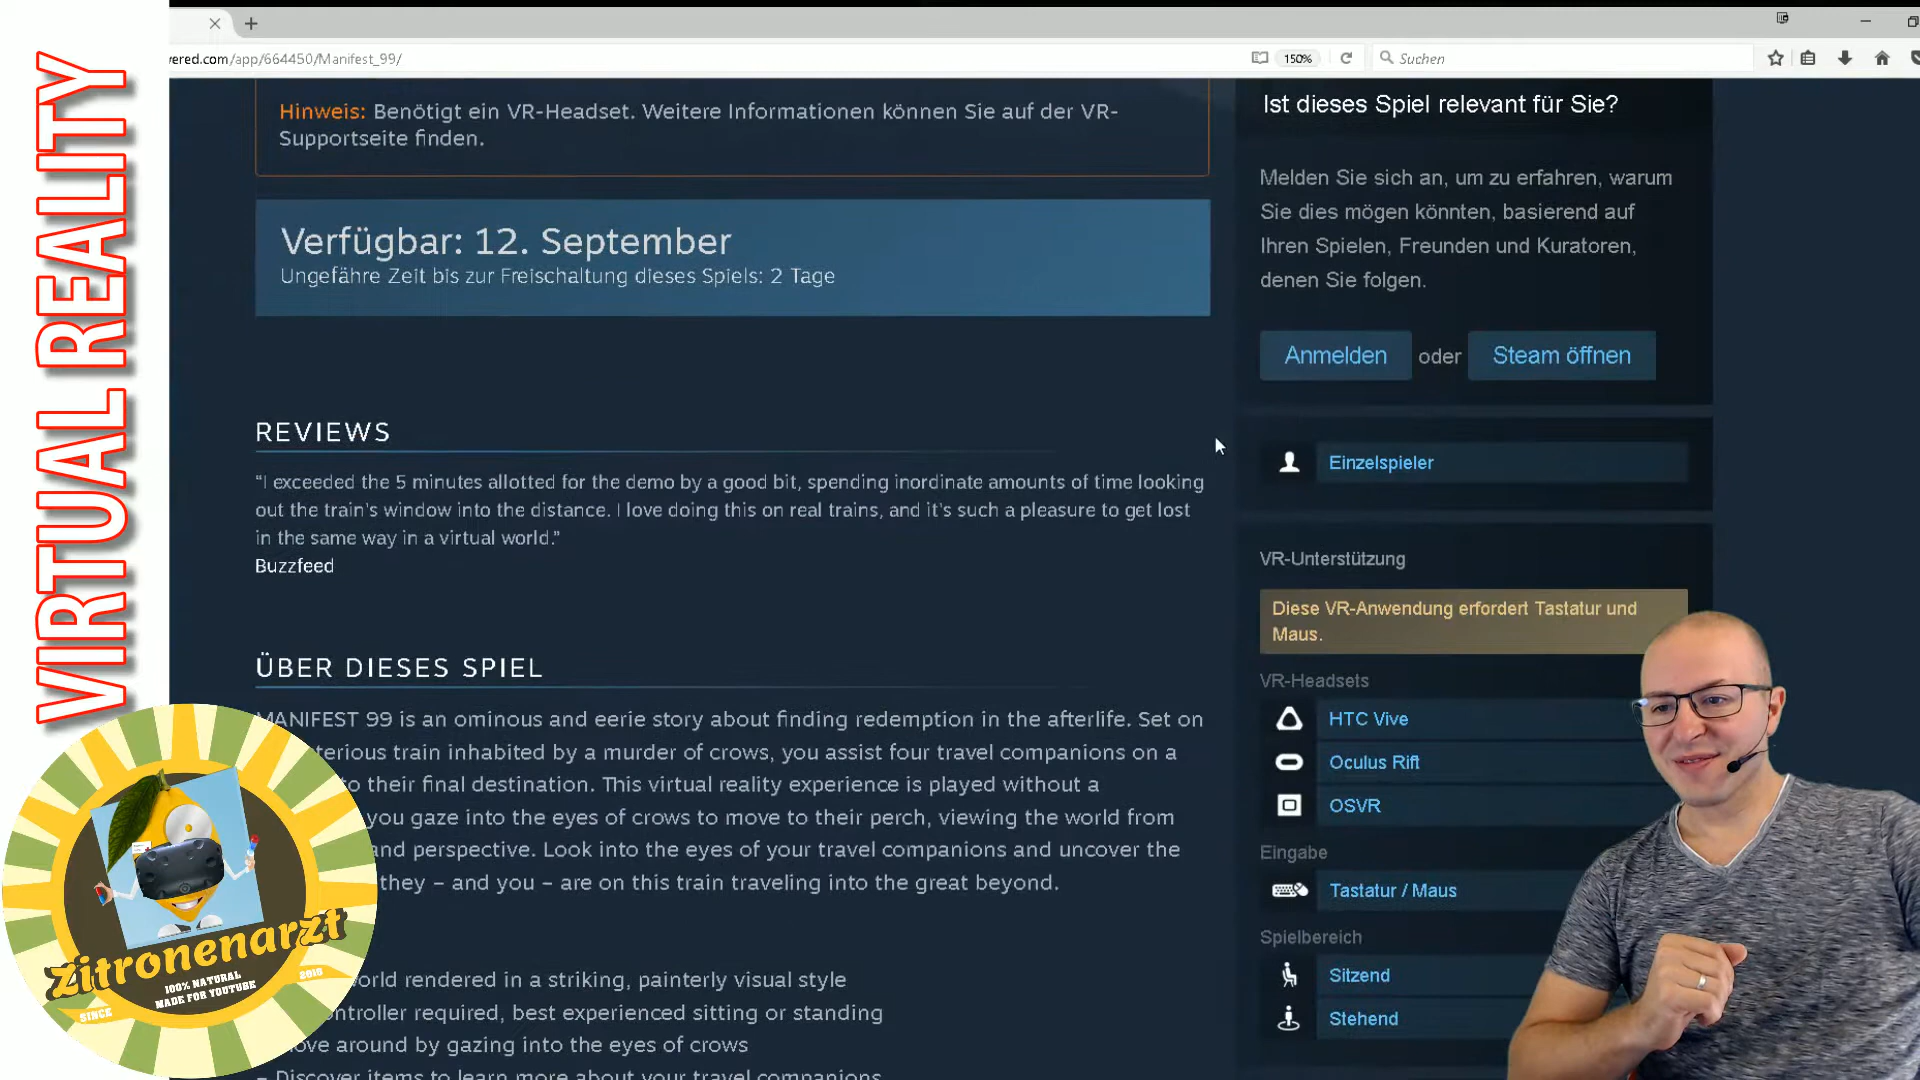 VIRTUAL REALITY
vered.com/app/664450/Manifest_99/
150%
Suchen
Hinweis: Benötigt ein VR-Headset. Weitere Informationen können Sie auf der VR-
Supportseite finden.
Verfügbar: 12. September
Ungefähre Zeit bis zur Freischaltung dieses Spiels: 2 Tage
REVIEWS
“I exceeded the 5 minutes allotted for the demo by a good bit, spending inordinate amounts of time looking
out the train's window into the distance. I love doing this on real trains, and it's such a pleasure to get lost
in the same way in a virtual world.”
Buzzfeed
ÜBER DIESES SPIEL
MANIFEST 99 is an ominous and eerie story about finding redemption in the afterlife. Set on
terious train inhabited by a murder of crows, you assist four travel companions on a
to their final destination. This virtual reality experience is played without a
you gaze into the eyes of crows to move to their perch, viewing the world from
and perspective. Look into the eyes of your travel companions and uncover the
they – and you – are on this train traveling into the great beyond.
world rendered in a striking, painterly visual style
ontroller required, best experienced sitting or standing
ove around by gazing into the eyes of crows
– Discover items to learn more about your travel companions
Ist dieses Spiel relevant für Sie?
Melden Sie sich an, um zu erfahren, warum
Sie dies mögen könnten, basierend auf
Ihren Spielen, Freunden und Kuratoren,
denen Sie folgen.
Anmelden oder Steam öffnen
Einzelspieler
VR-Unterstützung
Diese VR-Anwendung erfordert Tastatur und
Maus.
VR-Headsets
HTC Vive
Oculus Rift
OSVR
Eingabe
Tastatur / Maus
Spielbereich
Sitzend
Stehend
Zitronenarzt
100% NATURAL
MADE FOR YOUTUBE
SINCE 2016